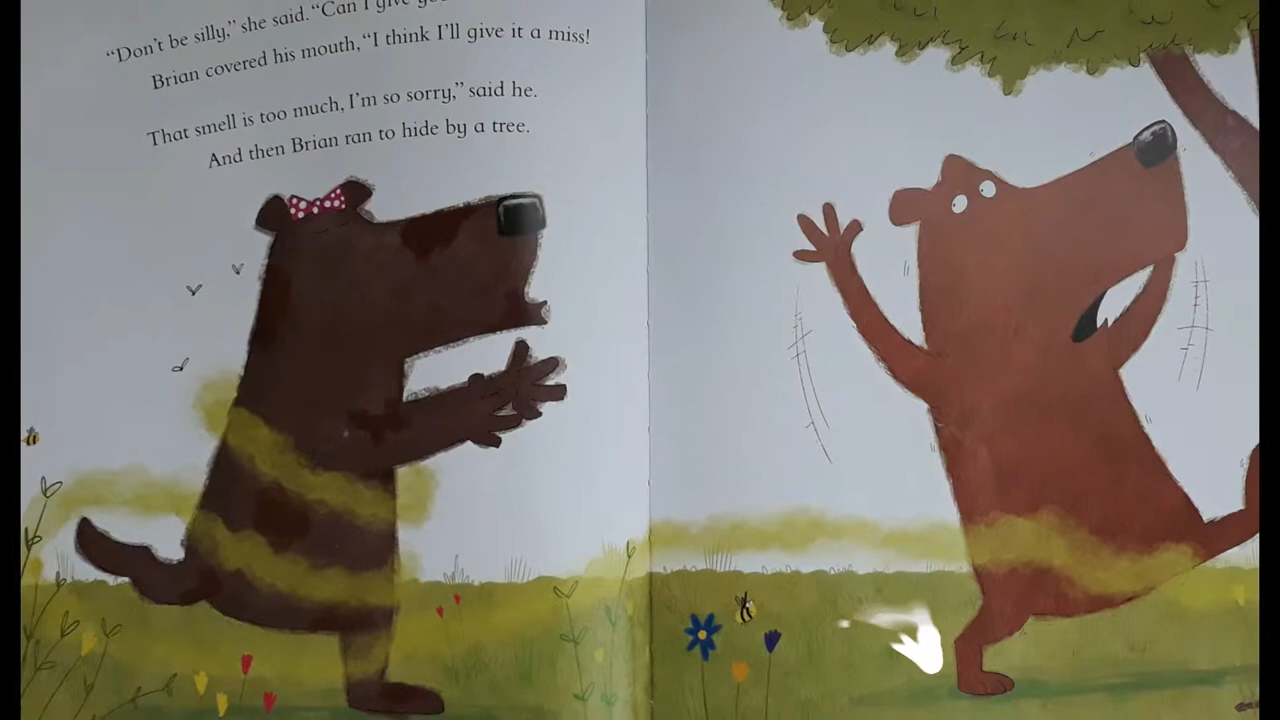 “Don’t be silly,” she said. “Can I give
Brian covered his mouth, “I think I’ll give it a miss!
That smell is too much, I’m so sorry,” said he.
And then Brian ran to hide by a tree.